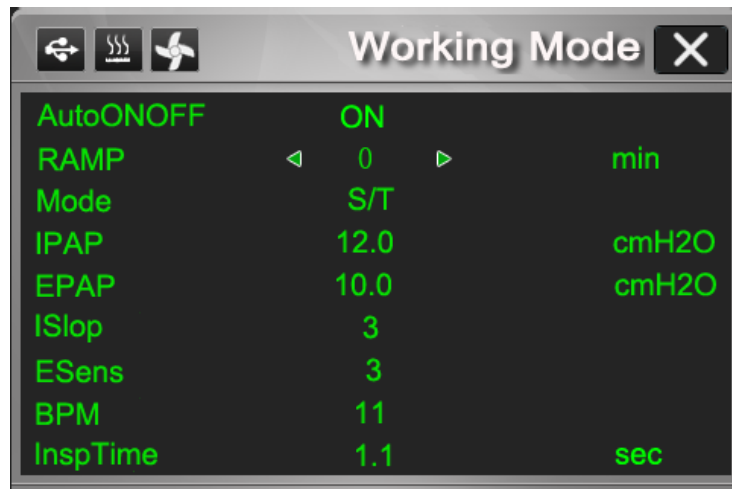 Working Mode
AutoONOFF ON
RAMP 0 min
Mode S/T
IPAP 12.0 cmH2O
EPAP 10.0 cmH2O
ISlop 3
ESens 3
BPM 11
InspTime 1.1 sec